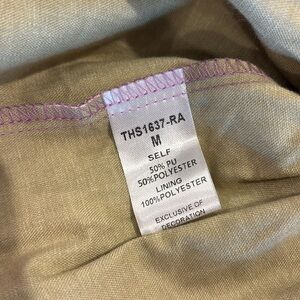 THS1637-RA
M
SELF
50% PU
50%POLYESTER
LINING
100%POLYESTER
EXCLUSIVE OF
DECORATION